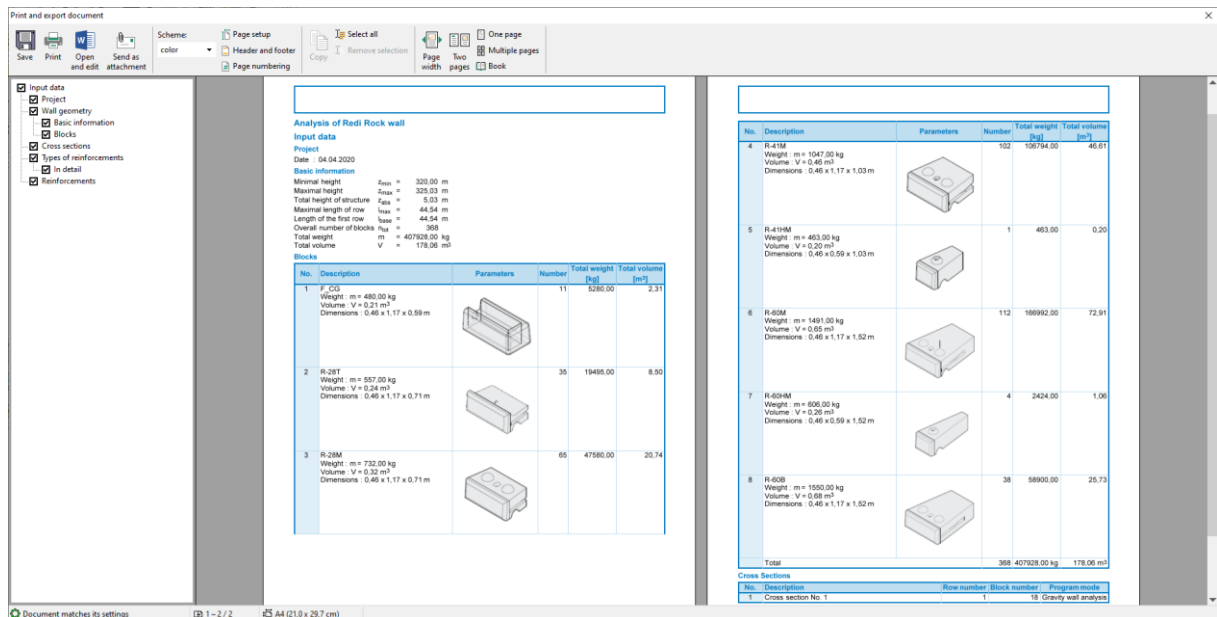 Print and export document
Save
Print
Open and edit
Send as attachment
Scheme:
color
Page setup
Header and footer
Page numbering
Copy
Select all
Remove selection
Page width
Two pages
One page
Multiple pages
Book
Input data
Project
Wall geometry
Basic information
Blocks
Cross sections
Types of reinforcements
In detail
Reinforcements
Analysis of Redi Rock wall
Input data
Project
Date : 04.04.2020
Basic information
Minimal height zmin = 320,00 m
Maximal height zmax = 325,03 m
Total height of structure zabs = 5,03 m
Maximal length of row lmax = 44,54 m
Length of the first row lbase = 44,54 m
Overall number of blocks ntot = 368
Total weight m = 407928,00 kg
Total volume V = 178,06 m³
Blocks
No. Description Parameters Number Total weight [kg] Total volume [m³]
1 F_CG 11 5280,00 2,31
Weight : m = 480,00 kg
Volume : V = 0,21 m³
Dimensions : 0,46 x 1,17 x 0,59 m
2 R-28T 35 19495,00 8,50
Weight : m = 557,00 kg
Volume : V = 0,24 m³
Dimensions : 0,46 x 1,17 x 0,71 m
3 R-28M 65 47580,00 20,74
Weight : m = 732,00 kg
Volume : V = 0,32 m³
Dimensions : 0,46 x 1,17 x 0,71 m
No. Description Parameters Number Total weight [kg] Total volume [m³]
4 R-41M 102 106794,00 46,61
Weight : m = 1047,00 kg
Volume : V = 0,46 m³
Dimensions : 0,46 x 1,17 x 1,03 m
5 R-41HM 1 463,00 0,20
Weight : m = 463,00 kg
Volume : V = 0,20 m³
Dimensions : 0,46 x 0,59 x 1,03 m
6 R-60M 112 166992,00 72,91
Weight : m = 1491,00 kg
Volume : V = 0,65 m³
Dimensions : 0,46 x 1,17 x 1,52 m
7 R-60HM 4 2424,00 1,06
Weight : m = 606,00 kg
Volume : V = 0,26 m³
Dimensions : 0,46 x 0,59 x 1,52 m
8 R-60B 38 58900,00 25,73
Weight : m = 1550,00 kg
Volume : V = 0,68 m³
Dimensions : 0,46 x 1,17 x 1,52 m
Total 368 407928,00 kg 178,06 m³
Cross Sections
No. Description Row number Block number Program mode
1 Cross section No. 1 1 18 Gravity wall analysis
Document matches its settings
1 – 2 / 2
A4 (21.0 x 29.7 cm)